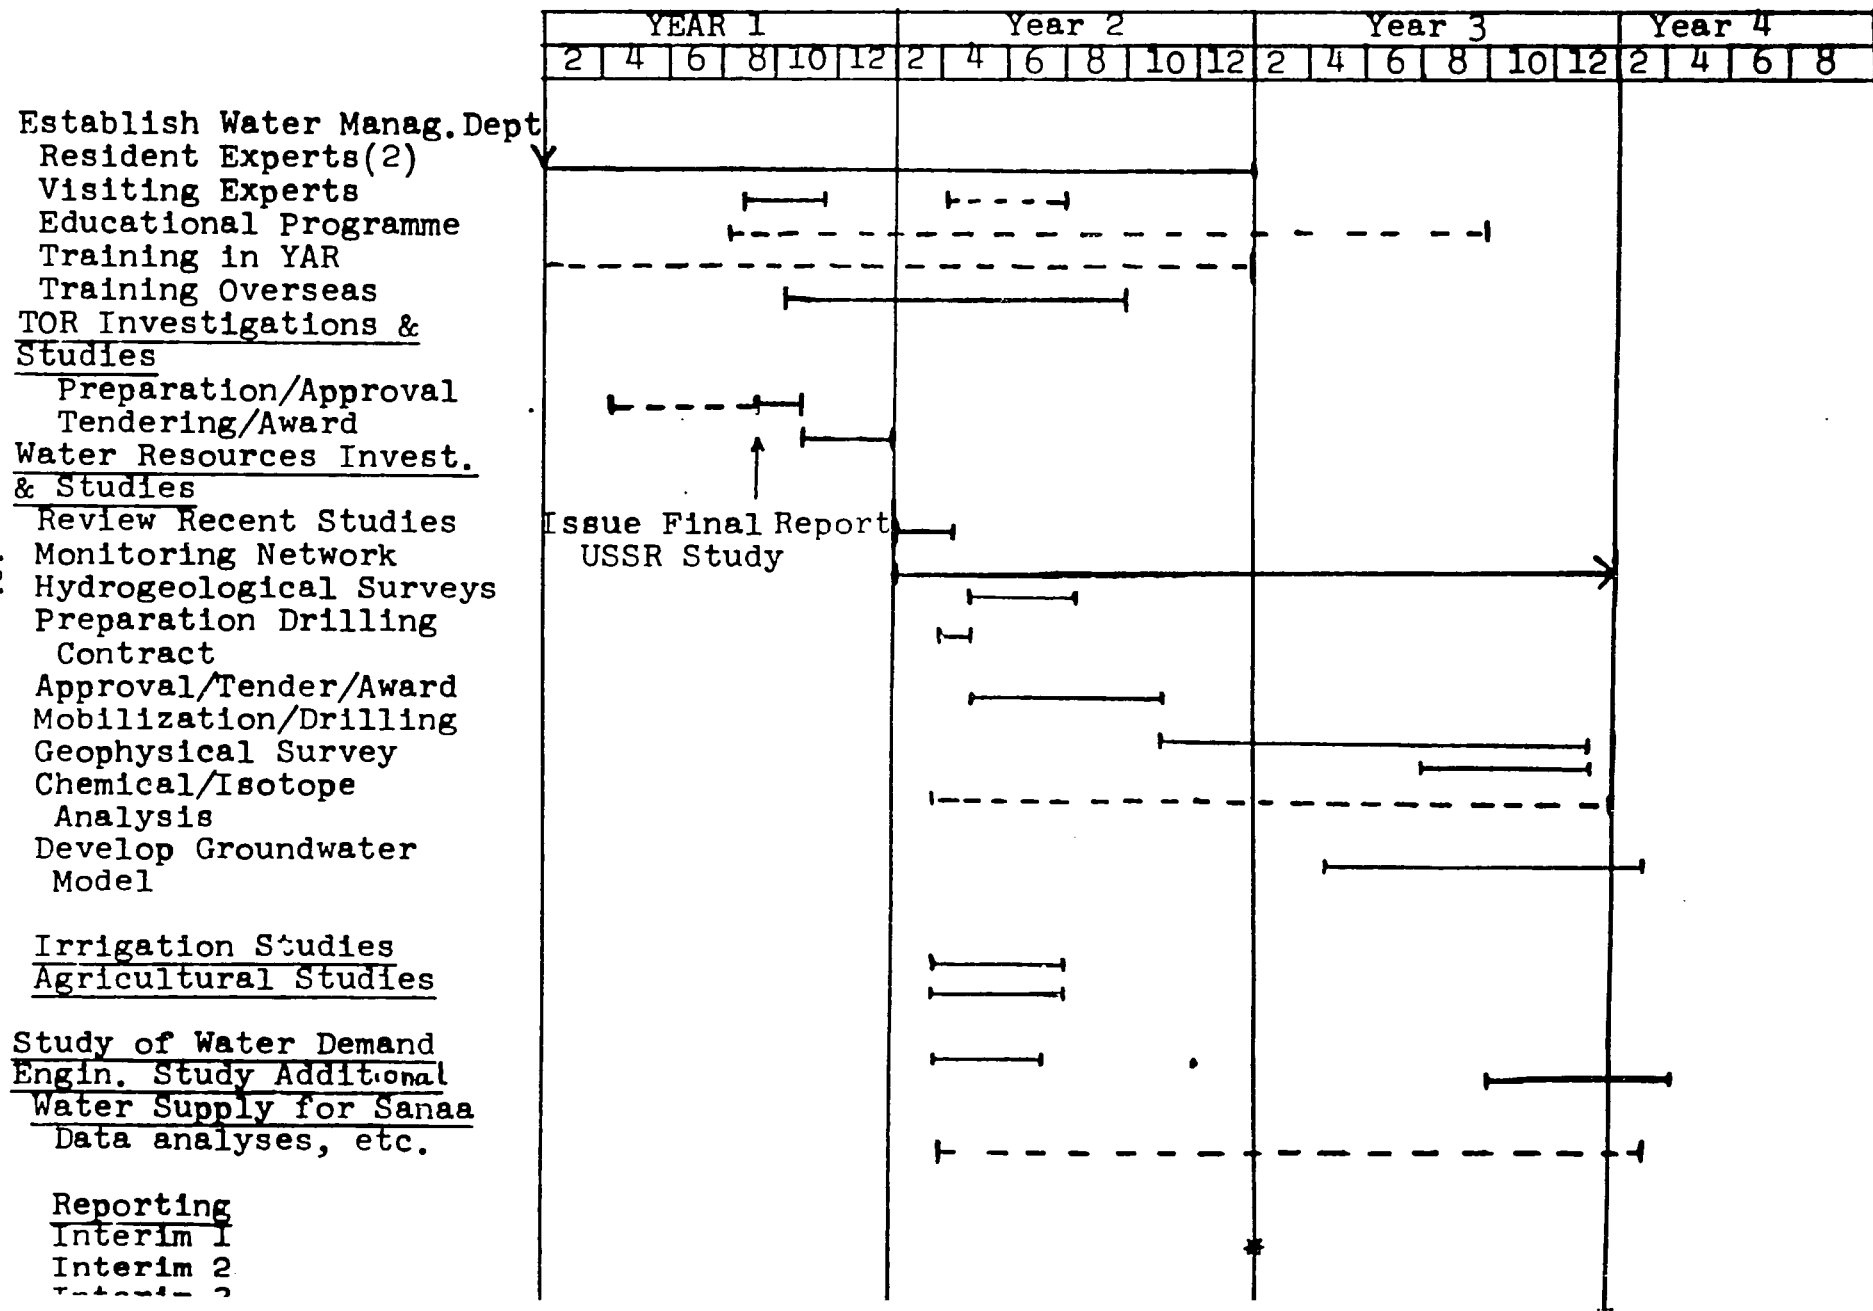 YEAR 1 Year 2 Year 3 Year 4
2 4 6 8 10 12 2 4 6 8 10 12 2 4 6 8 10 12 2 4 6 8
Establish Water Manag.Dept
Resident Experts(2)
Visiting Experts
Educational Programme
Training in YAR
Training Overseas
TOR Investigations &
Studies
Preparation/Approval
Tendering/Award
Water Resources Invest.
& Studies
Review Recent Studies
Issue Final Report
Monitoring Network
USSR Study
Hydrogeological Surveys
Preparation Drilling
Contract
Approval/Tender/Award
Mobilization/Drilling
Geophysical Survey
Chemical/Isotope
Analysis
Develop Groundwater
Model
Irrigation Studies
Agricultural Studies
Study of Water Demand
Engin. Study Additional
Water Supply for Sanaa
Data analyses, etc.
Reporting
Interim 1
Interim 2